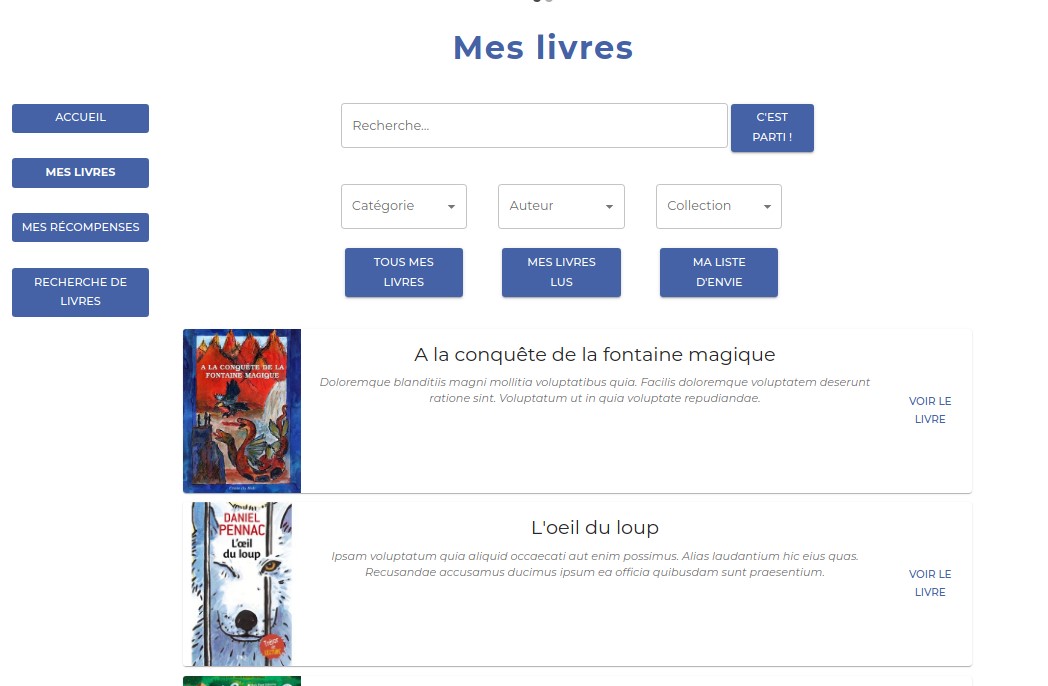 Mes livres
ACCUEIL
MES LIVRES
MES RÉCOMPENSES
RECHERCHE DE
LIVRES
Recherche...
C'EST
PARTI !
Catégorie
Auteur
Collection
TOUS MES
LIVRES
MES LIVRES
LUS
MA LISTE
D'ENVIE
A LA CONQUÊTE DE LA
FONTAINE MAGIQUE
A la conquête de la fontaine magique
Doloremque blanditiis magni mollitia voluptatibus quia. Facilis doloremque voluptatem deserunt
ratione sint. Voluptatum ut in quia voluptate repudiandae.
VOIR LE
LIVRE
DANIEL
PENNAC
L'œil
du loup
L'oeil du loup
Ipsam voluptatum quia aliquid occaecati aut enim possimus. Alias laudantium hic eius quas.
Recusandae accusamus ducimus ipsum ea officia quibusdam sunt praesentium.
VOIR LE
LIVRE